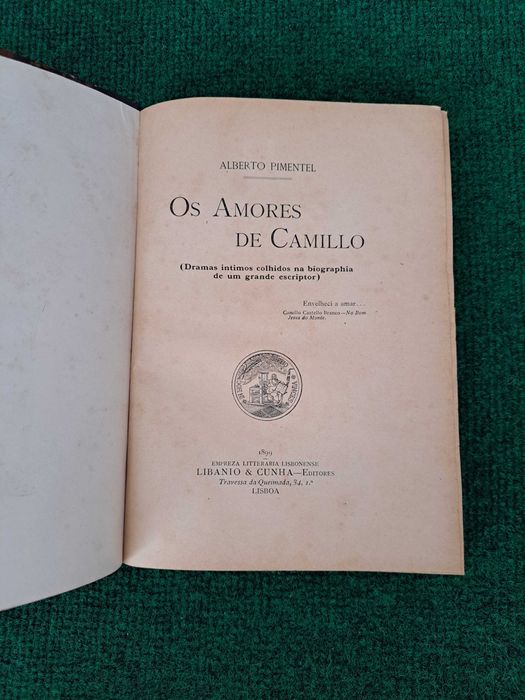 ALBERTO PIMENTEL
OS AMORES
DE CAMILLO
(Dramas intimos colhidos na biographia
de um grande escriptor)
Envelheci a amar...
Camillo Castello Branco—No Bom
Jesus do Monte.
1899
EMPREZA LITTERARIA LISBONENSE
LIBANIO & CUNHA—EDITORES
Travessa da Queimada, 34, 1.º
LISBOA